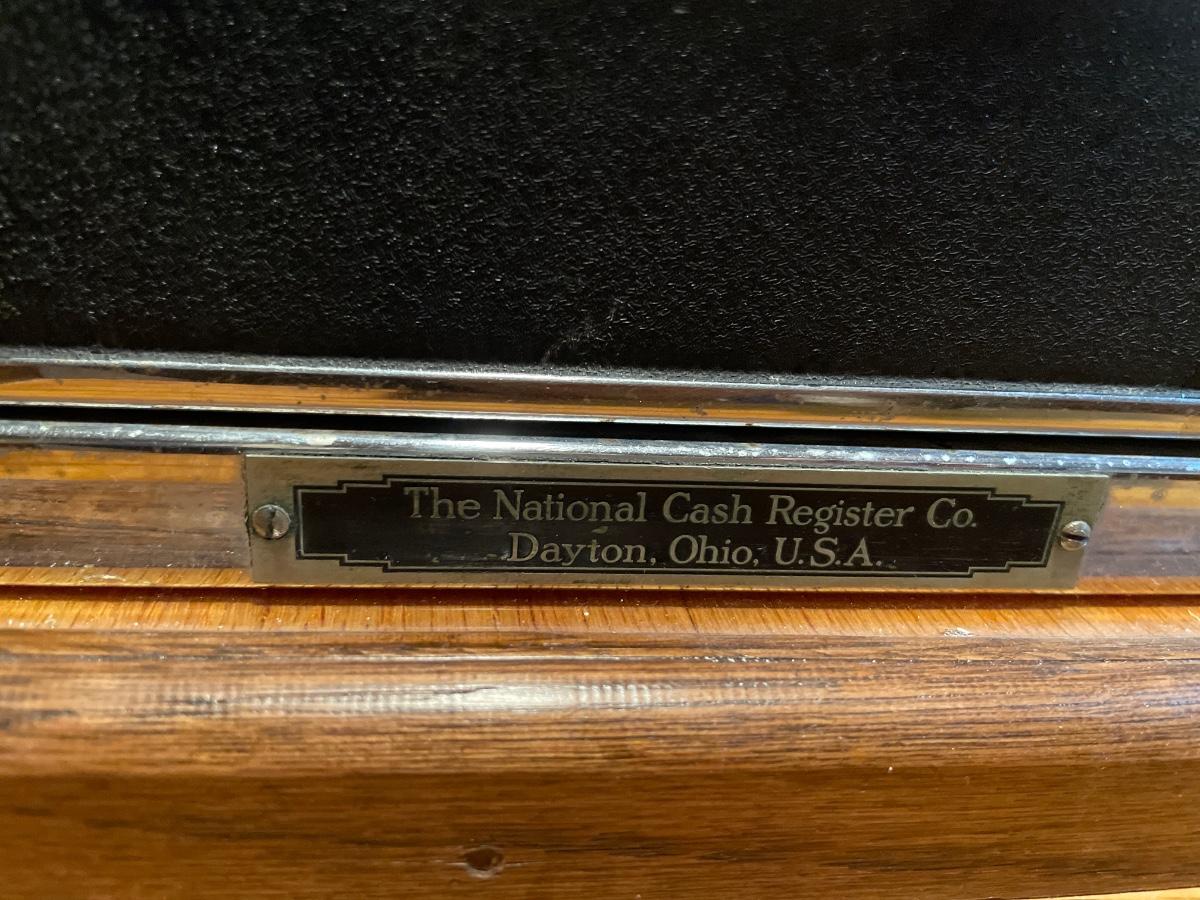 The National Cash Register Co.
Dayton, Ohio, U.S.A.